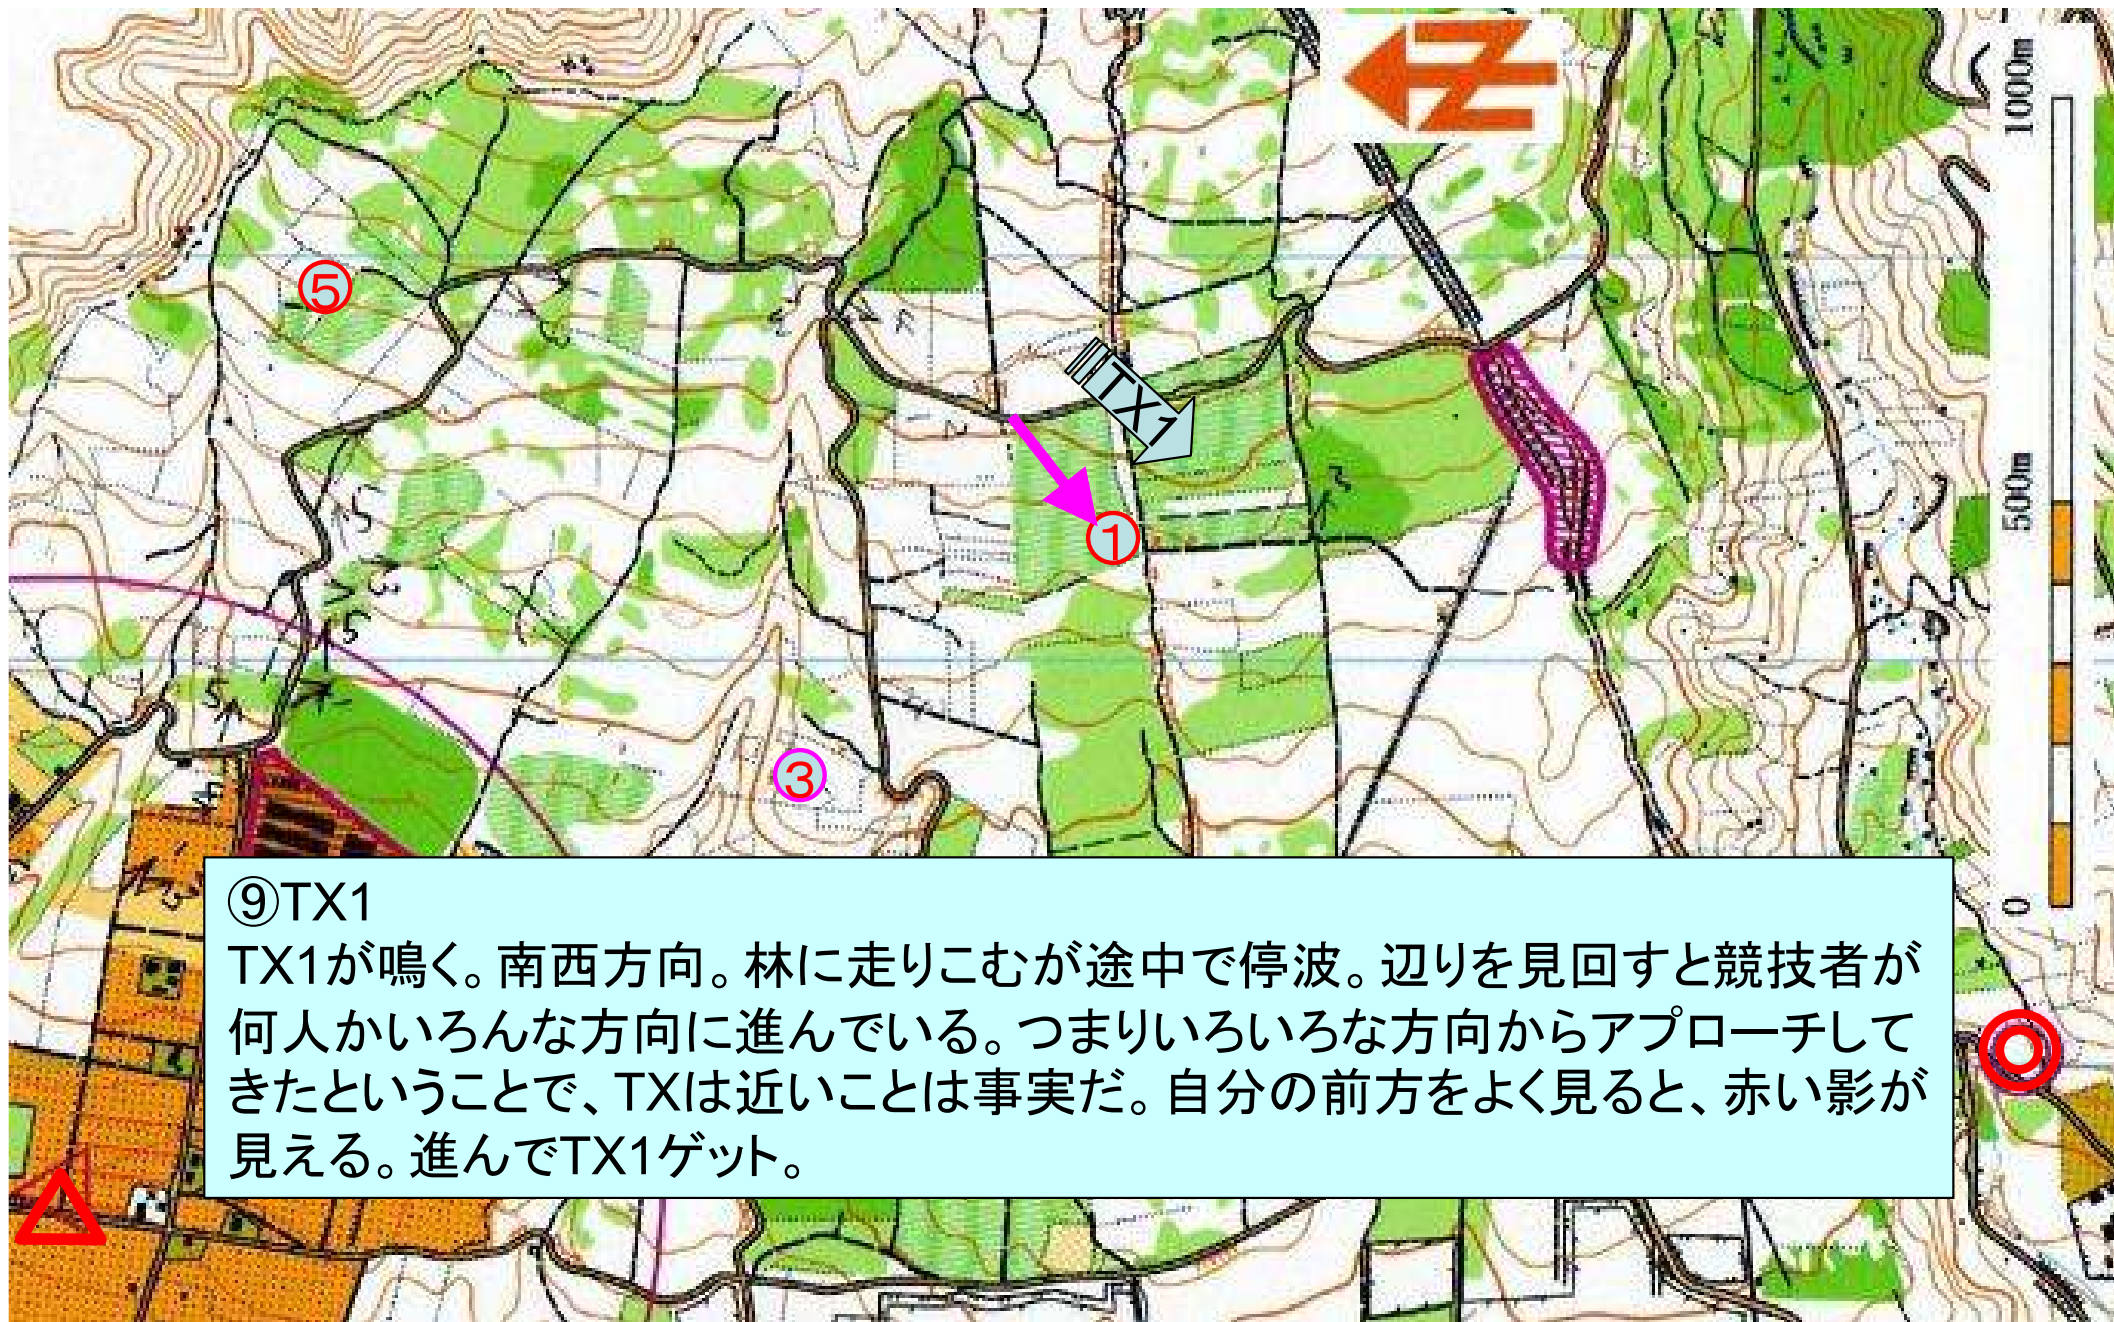 N
1000m
500m
0
⑤
TX1
①
③
⑨TX1
TX1が鳴く。南西方向。林に走りこむが途中で停波。辺りを見回すと競技者が
何人かいろんな方向に進んでいる。つまりいろいろな方向からアプローチして
きたということで、TXは近いことは事実だ。自分の前方をよく見ると、赤い影が
見える。進んでTX1ゲット。